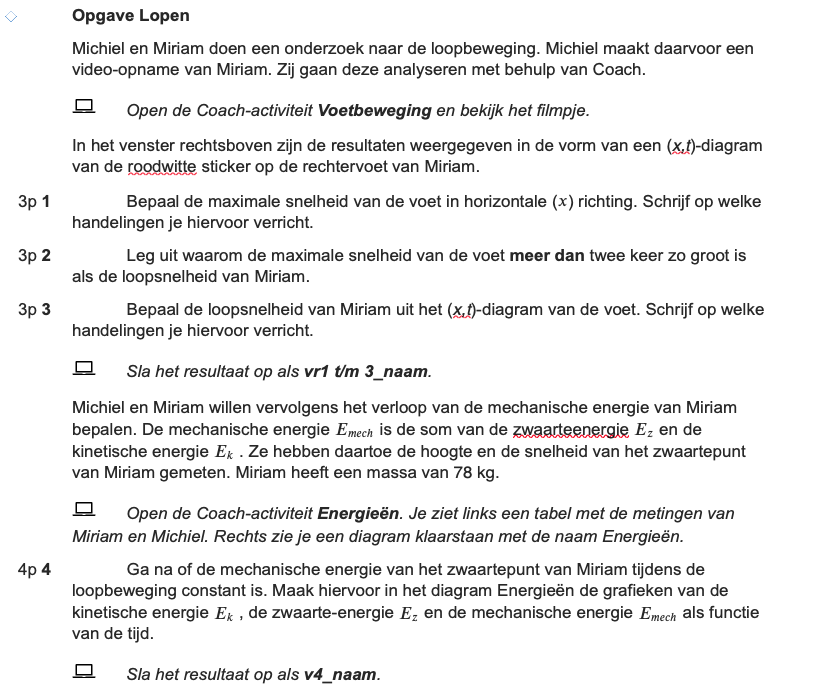 Opgave Lopen
Michiel en Miriam doen een onderzoek naar de loopbeweging. Michiel maakt daarvoor een
video-opname van Miriam. Zij gaan deze analyseren met behulp van Coach.
Open de Coach-activiteit Voetbeweging en bekijk het filmpje.
In het venster rechtsboven zijn de resultaten weergegeven in de vorm van een (x,t)-diagram
van de roodwitte sticker op de rechtervoet van Miriam.
3p 1 Bepaal de maximale snelheid van de voet in horizontale (x) richting. Schrijf op welke
handelingen je hiervoor verricht.
3p 2 Leg uit waarom de maximale snelheid van de voet meer dan twee keer zo groot is
als de loopsnelheid van Miriam.
3p 3 Bepaal de loopsnelheid van Miriam uit het (x,t)-diagram van de voet. Schrijf op welke
handelingen je hiervoor verricht.
Sla het resultaat op als vr1 t/m 3_naam.
Michiel en Miriam willen vervolgens het verloop van de mechanische energie van Miriam
bepalen. De mechanische energie Emech is de som van de zwaarteenergie Ez en de
kinetische energie Ek . Ze hebben daartoe de hoogte en de snelheid van het zwaartepunt
van Miriam gemeten. Miriam heeft een massa van 78 kg.
Open de Coach-activiteit Energieën. Je ziet links een tabel met de metingen van
Miriam en Michiel. Rechts zie je een diagram klaarstaan met de naam Energieën.
4p 4 Ga na of de mechanische energie van het zwaartepunt van Miriam tijdens de
loopbeweging constant is. Maak hiervoor in het diagram Energieën de grafieken van de
kinetische energie Ek , de zwaarte-energie Ez en de mechanische energie Emech als functie
van de tijd.
Sla het resultaat op als v4_naam.